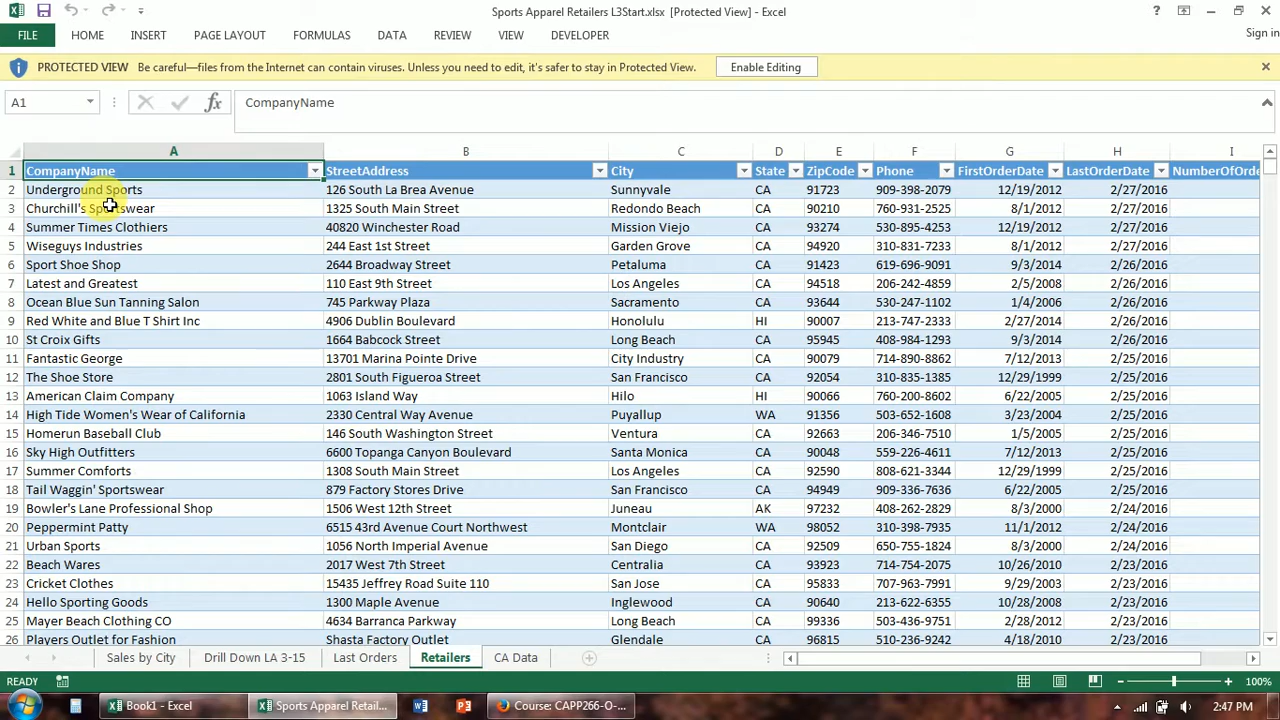 Sports Apparel Retailers L3Start.xlsx [Protected View] - Excel
?
FILE HOME INSERT PAGE LAYOUT FORMULAS DATA REVIEW VIEW DEVELOPER Sign in
PROTECTED VIEW Be careful—files from the Internet can contain viruses. Unless you need to edit, it's safer to stay in Protected View. Enable Editing
A1 fx CompanyName
A B C D E F G H I
1 CompanyName StreetAddress City State ZipCode Phone FirstOrderDate LastOrderDate NumberOfOrde
2 Underground Sports 126 South La Brea Avenue Sunnyvale CA 91723 909-398-2079 12/19/2012 2/27/2016
3 Churchill's Sportswear 1325 South Main Street Redondo Beach CA 90210 760-931-2525 8/1/2012 2/27/2016
4 Summer Times Clothiers 40820 Winchester Road Mission Viejo CA 93274 530-895-4253 12/19/2012 2/27/2016
5 Wiseguys Industries 244 East 1st Street Garden Grove CA 94920 310-831-7233 8/1/2012 2/27/2016
6 Sport Shoe Shop 2644 Broadway Street Petaluma CA 91423 619-696-9091 9/3/2014 2/26/2016
7 Latest and Greatest 110 East 9th Street Los Angeles CA 94518 206-242-4859 2/5/2008 2/26/2016
8 Ocean Blue Sun Tanning Salon 745 Parkway Plaza Sacramento CA 93644 530-247-1102 1/4/2006 2/26/2016
9 Red White and Blue T Shirt Inc 4906 Dublin Boulevard Honolulu HI 90007 213-747-2333 2/27/2014 2/26/2016
10 St Croix Gifts 1664 Babcock Street Long Beach CA 95945 408-984-1293 9/3/2014 2/26/2016
11 Fantastic George 13701 Marina Pointe Drive City Industry CA 90079 714-890-8862 7/12/2013 2/25/2016
12 The Shoe Store 2801 South Figueroa Street San Francisco CA 92054 310-835-1385 12/29/1999 2/25/2016
13 American Claim Company 1063 Island Way Hilo HI 90066 760-200-8602 6/22/2005 2/25/2016
14 High Tide Women's Wear of California 2330 Central Way Avenue Puyallup WA 91356 503-652-1608 3/23/2004 2/25/2016
15 Homerun Baseball Club 146 South Washington Street Ventura CA 92663 206-346-7510 1/5/2005 2/25/2016
16 Sky High Outfitters 6600 Topanga Canyon Boulevard Santa Monica CA 90048 559-226-4611 7/12/2013 2/25/2016
17 Summer Comforts 1308 South Main Street Los Angeles CA 92590 808-621-3344 12/29/1999 2/25/2016
18 Tail Waggin' Sportswear 879 Factory Stores Drive San Francisco CA 94949 909-336-7636 6/22/2005 2/25/2016
19 Bowler's Lane Professional Shop 1506 West 12th Street Juneau AK 97232 408-262-2829 8/3/2000 2/24/2016
20 Peppermint Patty 6515 43rd Avenue Court Northwest Montclair WA 98052 310-398-7935 11/1/2012 2/24/2016
21 Urban Sports 1056 North Imperial Avenue San Diego CA 92509 650-755-1824 8/3/2000 2/24/2016
22 Beach Wares 2017 West 7th Street Centralia CA 93923 714-754-2075 10/26/2010 2/23/2016
23 Cricket Clothes 15435 Jeffrey Road Suite 110 San Jose CA 95833 707-963-7991 9/29/2003 2/23/2016
24 Hello Sporting Goods 1300 Maple Avenue Inglewood CA 90640 213-622-6355 10/28/2008 2/23/2016
25 Mayer Beach Clothing CO 4634 Barranca Parkway Long Beach CA 99336 503-436-9751 2/28/2012 2/23/2016
26 Players Outlet for Fashion Shasta Factory Outlet Glendale CA 96815 510-236-9242 4/18/2010 2/23/2016
Sales by City Drill Down LA 3-15 Last Orders Retailers CA Data
READY 100%
Book1 - Excel Sports Apparel Retail... Course: CAPP266-O-... 2:47 PM